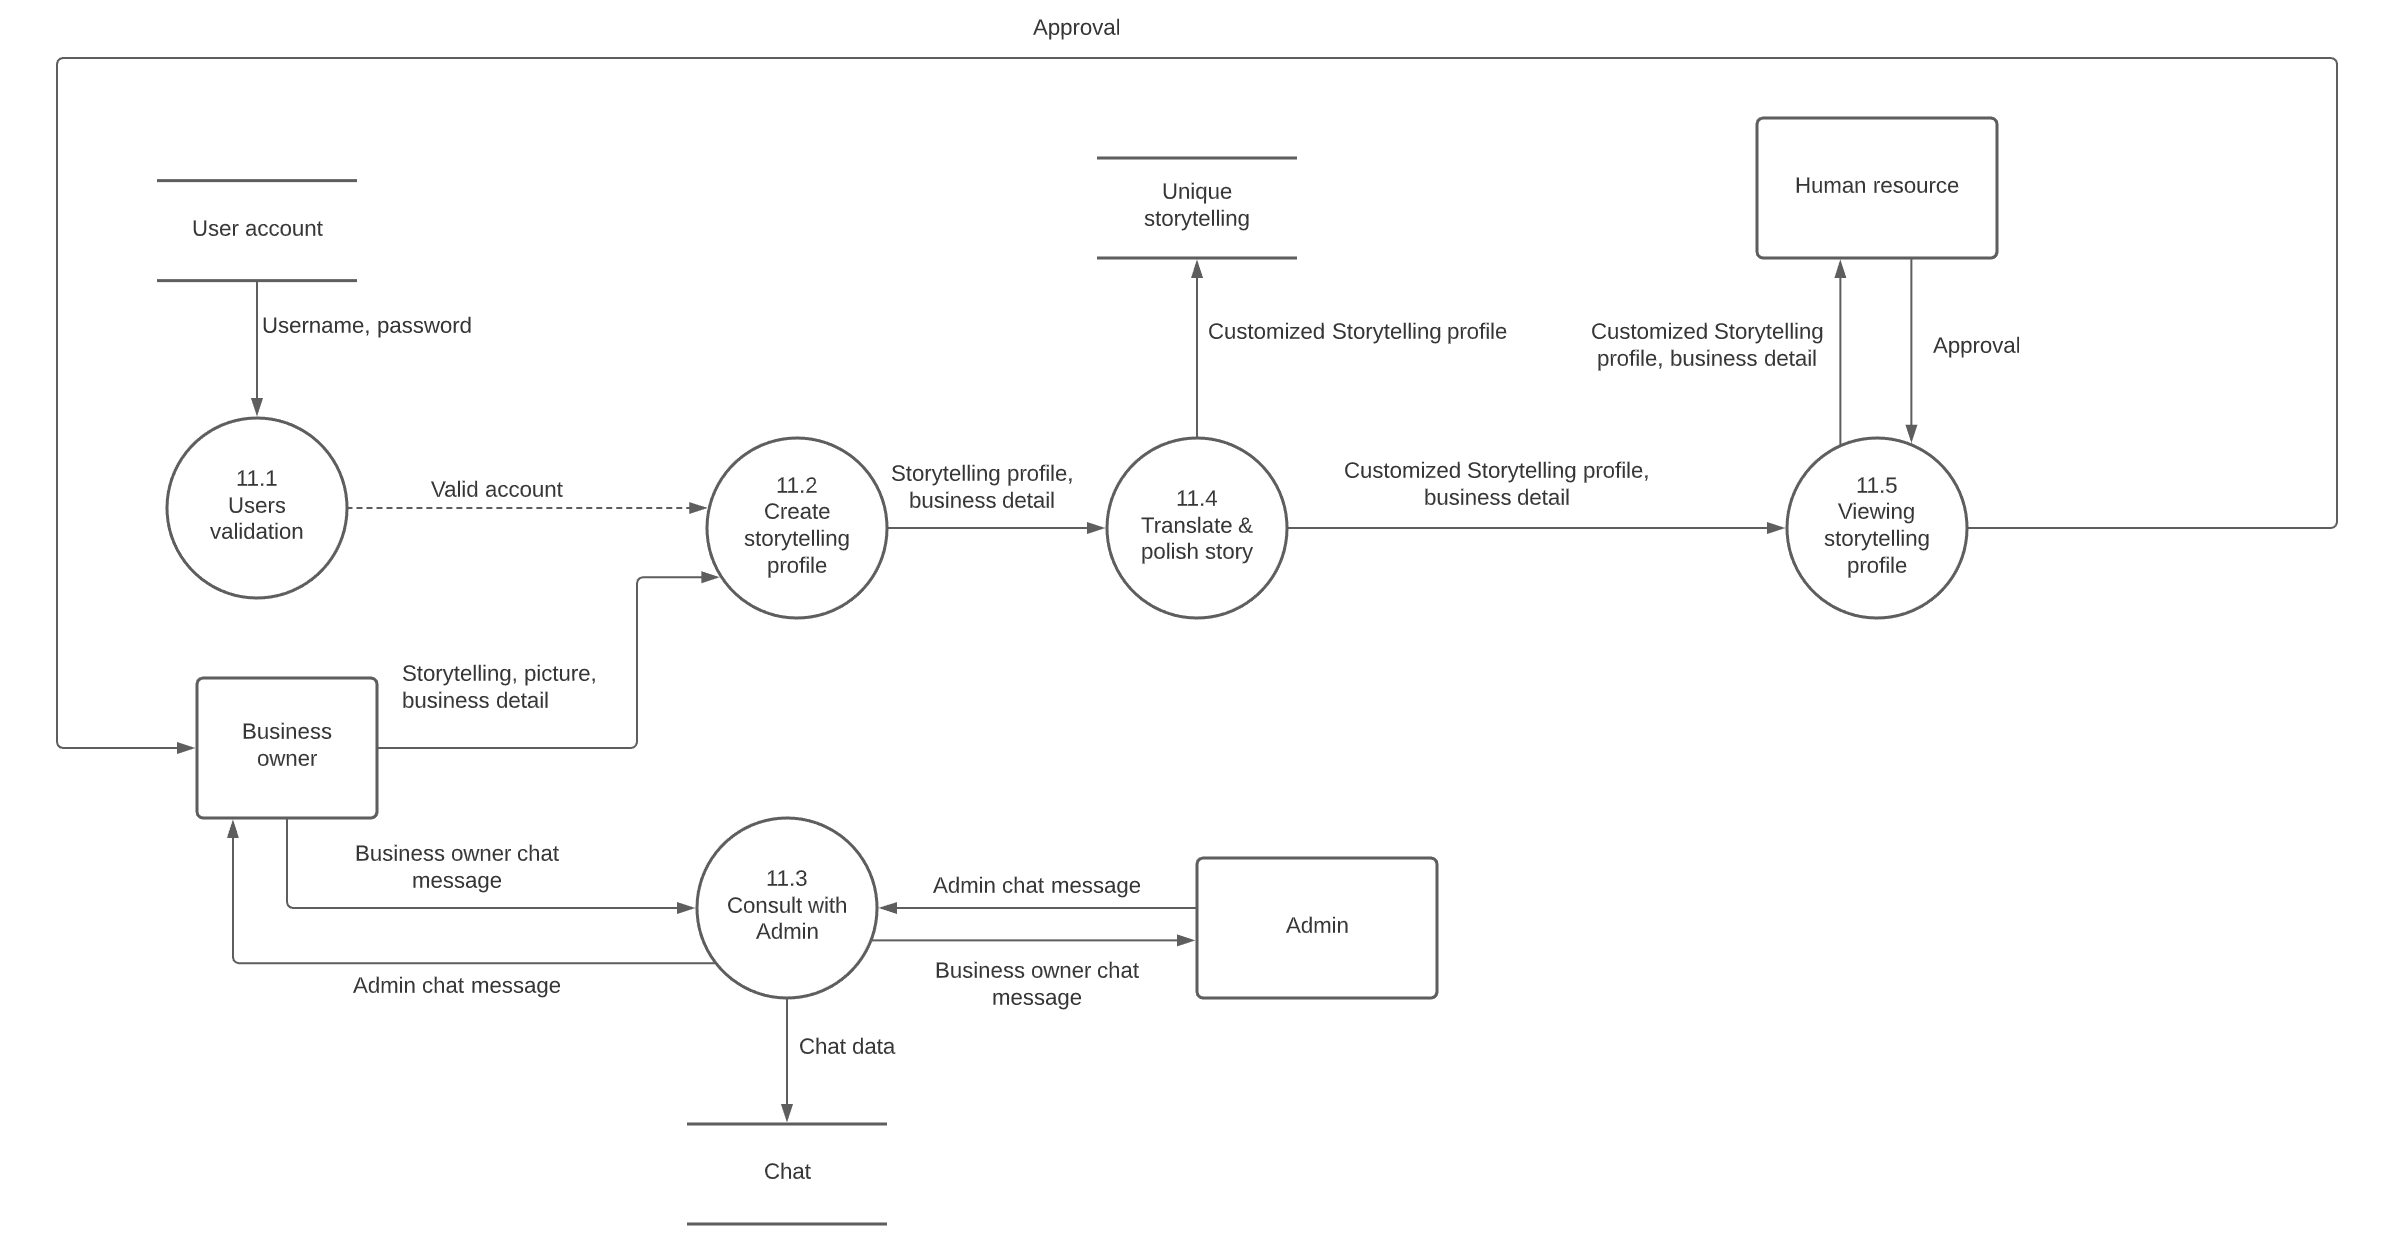 Approval
User account
Unique
storytelling
Human resource
Username, password
Customized Storytelling profile
Customized Storytelling
profile, business detail
Approval
11.1
Users
validation
Valid account
11.2
Create
storytelling
profile
Storytelling profile,
business detail
11.4
Translate &
polish story
Customized Storytelling profile,
business detail
11.5
Viewing
storytelling
profile
Storytelling, picture,
business detail
Business
owner
Business owner chat
message
11.3
Consult with
Admin
Admin chat message
Admin
Admin chat message
Business owner chat
message
Chat data
Chat